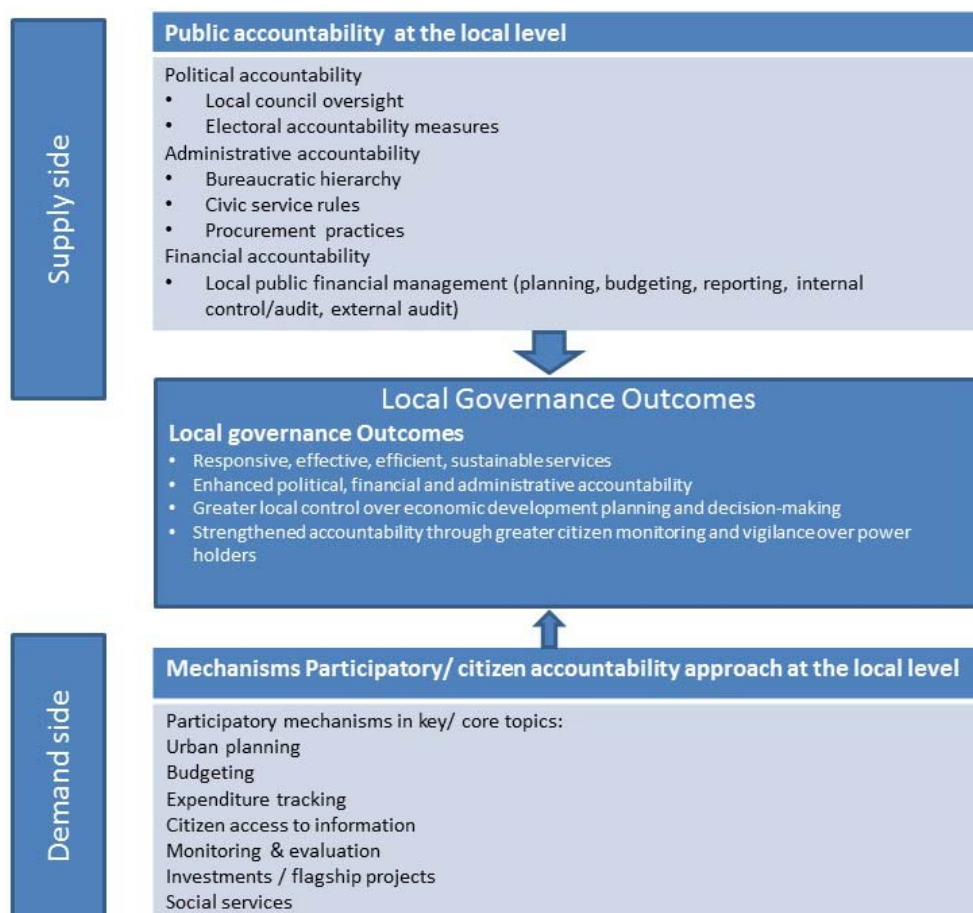 Supply side
Public accountability at the local level
Political accountability
• Local council oversight
• Electoral accountability measures
Administrative accountability
• Bureaucratic hierarchy
• Civic service rules
• Procurement practices
Financial accountability
• Local public financial management (planning, budgeting, reporting, internal
control/audit, external audit)
Local Governance Outcomes
Local governance Outcomes
• Responsive, effective, efficient, sustainable services
• Enhanced political, financial and administrative accountability
• Greater local control over economic development planning and decision-making
• Strengthened accountability through greater citizen monitoring and vigilance over power
holders
Demand side
Mechanisms Participatory/ citizen accountability approach at the local level
Participatory mechanisms in key/ core topics:
Urban planning
Budgeting
Expenditure tracking
Citizen access to information
Monitoring & evaluation
Investments / flagship projects
Social services